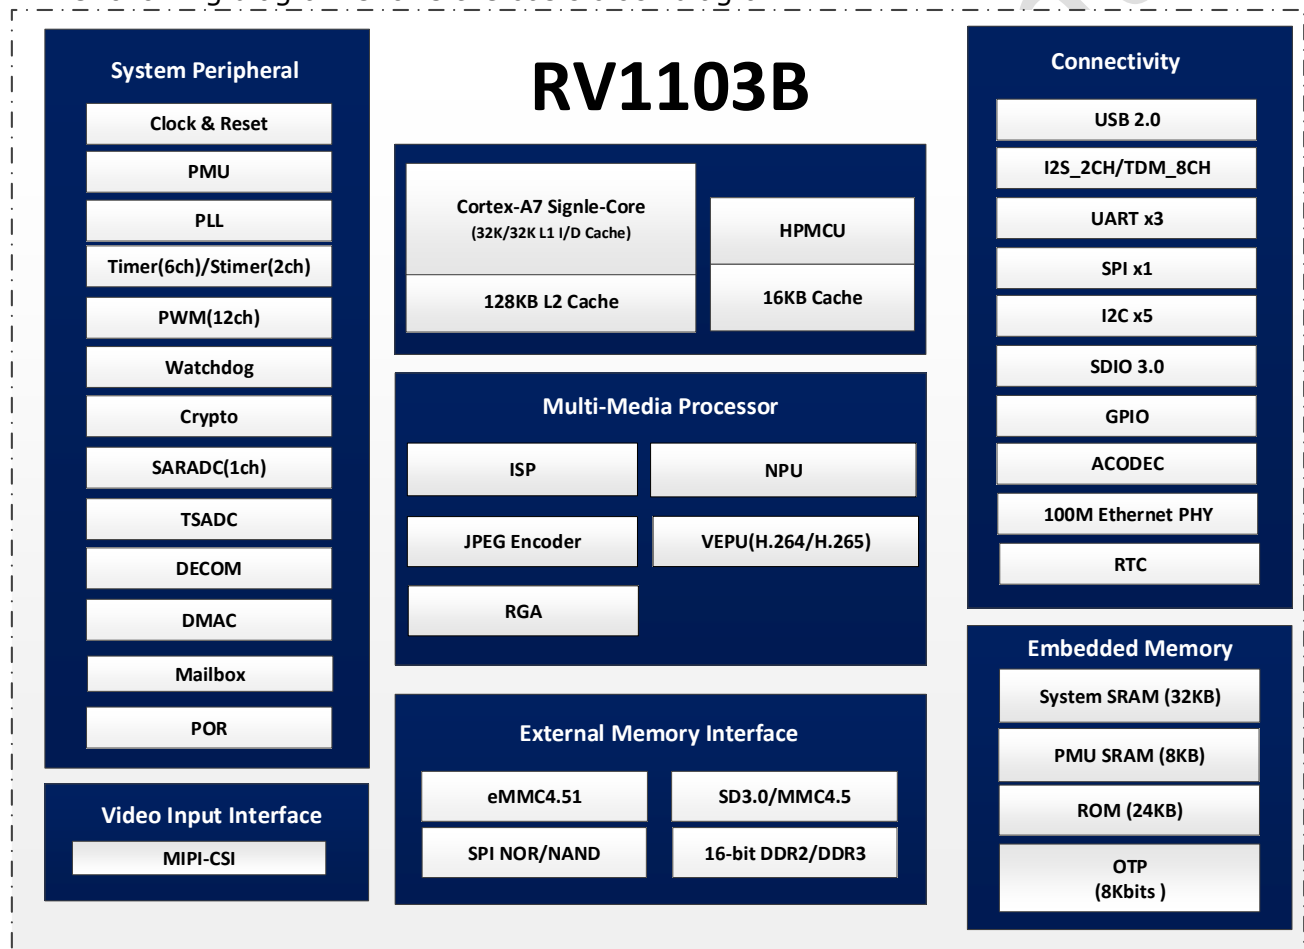 RV1103B
System Peripheral
Clock & Reset
PMU
PLL
Timer(6ch)/Stimer(2ch)
PWM(12ch)
Watchdog
Crypto
SARADC(1ch)
TSADC
DECOM
DMAC
Mailbox
POR
Video Input Interface
MIPI-CSI
Cortex-A7 Signle-Core
(32K/32K L1 I/D Cache)
128KB L2 Cache
HPMCU
16KB Cache
Multi-Media Processor
ISP
NPU
JPEG Encoder
VEPU(H.264/H.265)
RGA
External Memory Interface
eMMC4.51
SD3.0/MMC4.5
SPI NOR/NAND
16-bit DDR2/DDR3
Connectivity
USB 2.0
I2S_2CH/TDM_8CH
UART x3
SPI x1
I2C x5
SDIO 3.0
GPIO
ACODEC
100M Ethernet PHY
RTC
Embedded Memory
System SRAM (32KB)
PMU SRAM (8KB)
ROM (24KB)
OTP
(8Kbits )